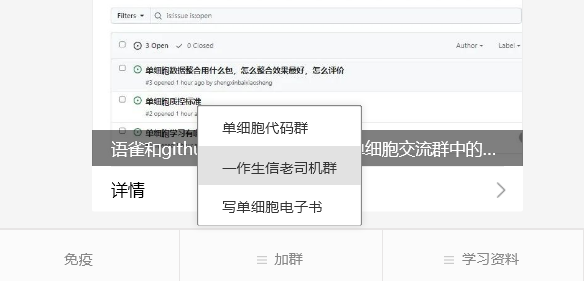 Filters
is:issue is:open
3 Open  0 Closed  Author  Label
单细胞数据整合用什么包，怎么整合效果最好，怎么评价
#3 opened 1 hour ago by shengxinbaixiaosheng
单细胞质控标准
#2 opened 1 hour ago
单细胞学习有
单细胞代码群
语雀和githu
细胞交流群中的...
一作生信老司机群
详情
写单细胞电子书
免疫
加群
学习资料